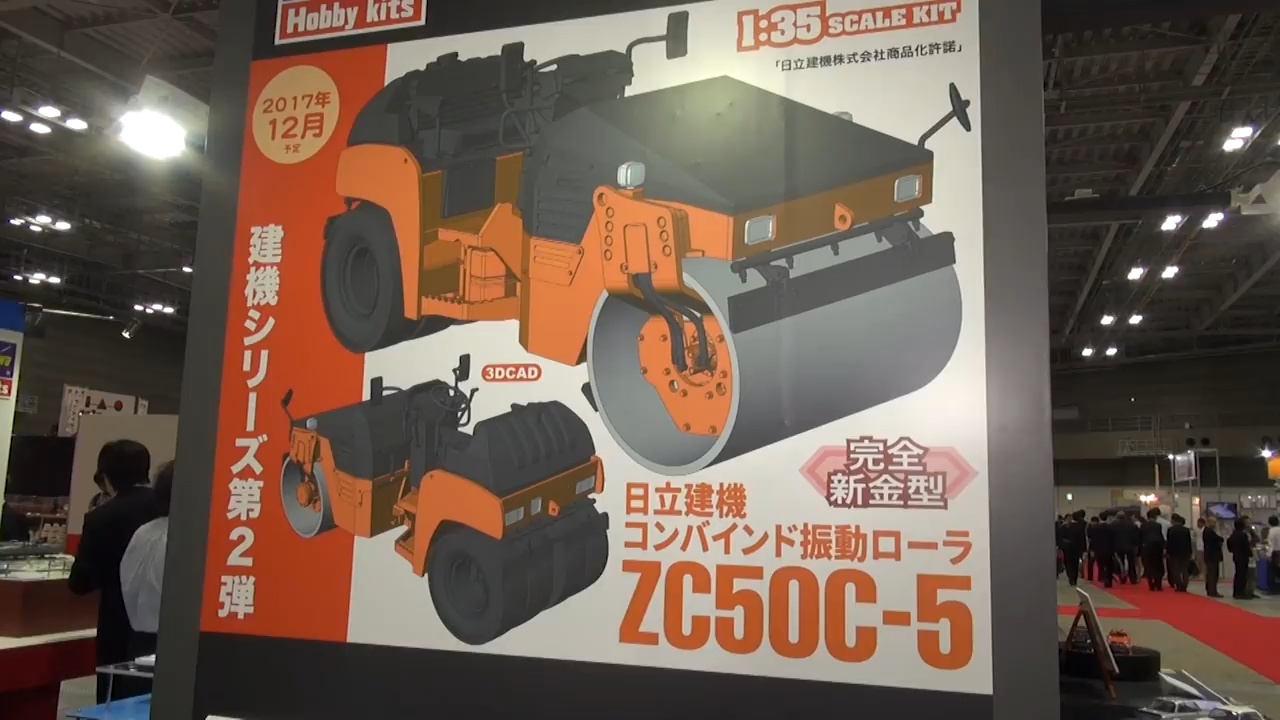 Hobby kits
1:35 SCALE KIT
「日立建機株式会社商品化許諾」
2017年
12月
予定
建機シリーズ第2弾
3DCAD
完全
新金型
日立建機
コンバインド振動ローラ
ZC50C-5